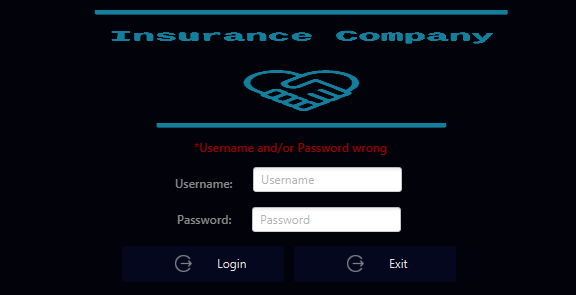 Insurance Company
*Username and/or Password wrong
Username: Username
Password: Password
Login Exit